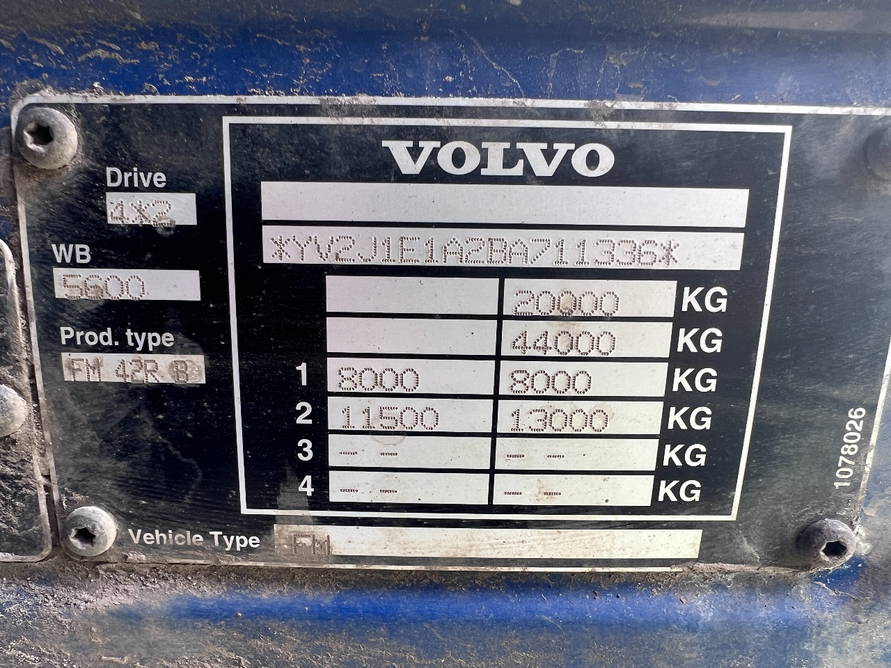 VOLVO
Drive
4x2
*YV2J1E1A2BA711336*
WB
5600
20000 KG
Prod. type
44000 KG
FM 42R B
1 8000 8000 KG
2 11500 13000 KG
3 -- -- -- -- KG
4 -- -- -- -- KG
1078026
Vehicle Type FM